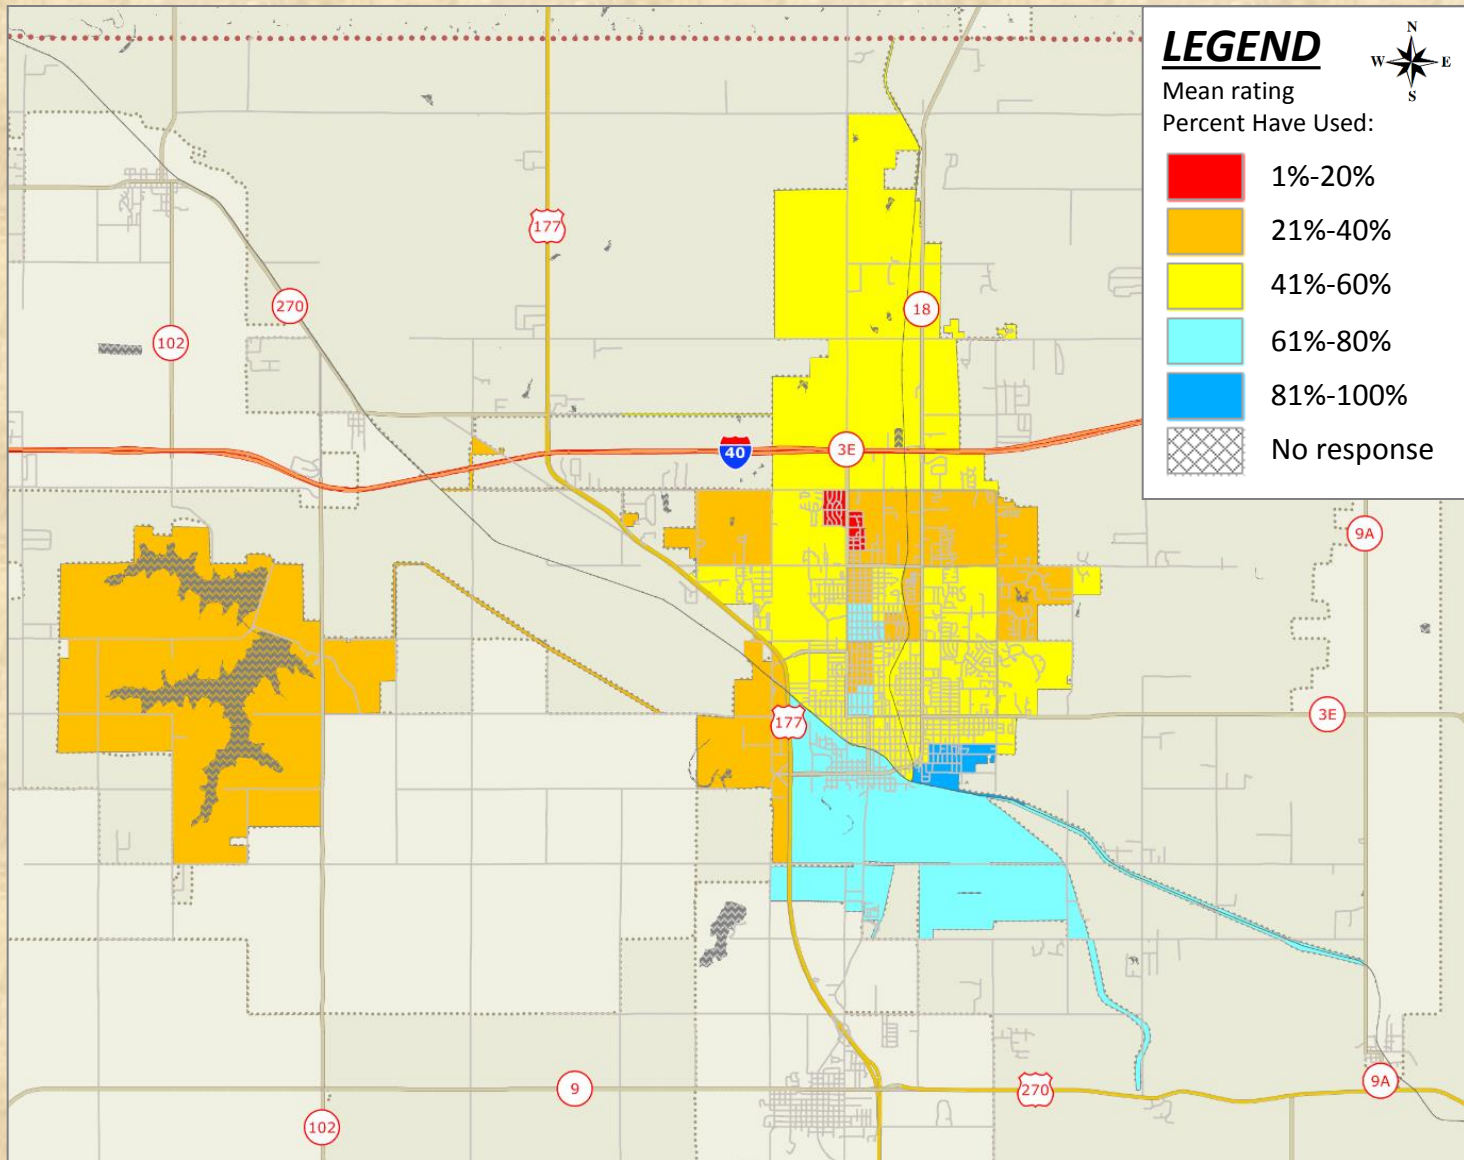 LEGEND
N
W E
S
Mean rating
Percent Have Used:
1%-20%
21%-40%
41%-60%
61%-80%
81%-100%
No response
177
270
18
102
40
3E
9A
3E
177
9
270
9A
102